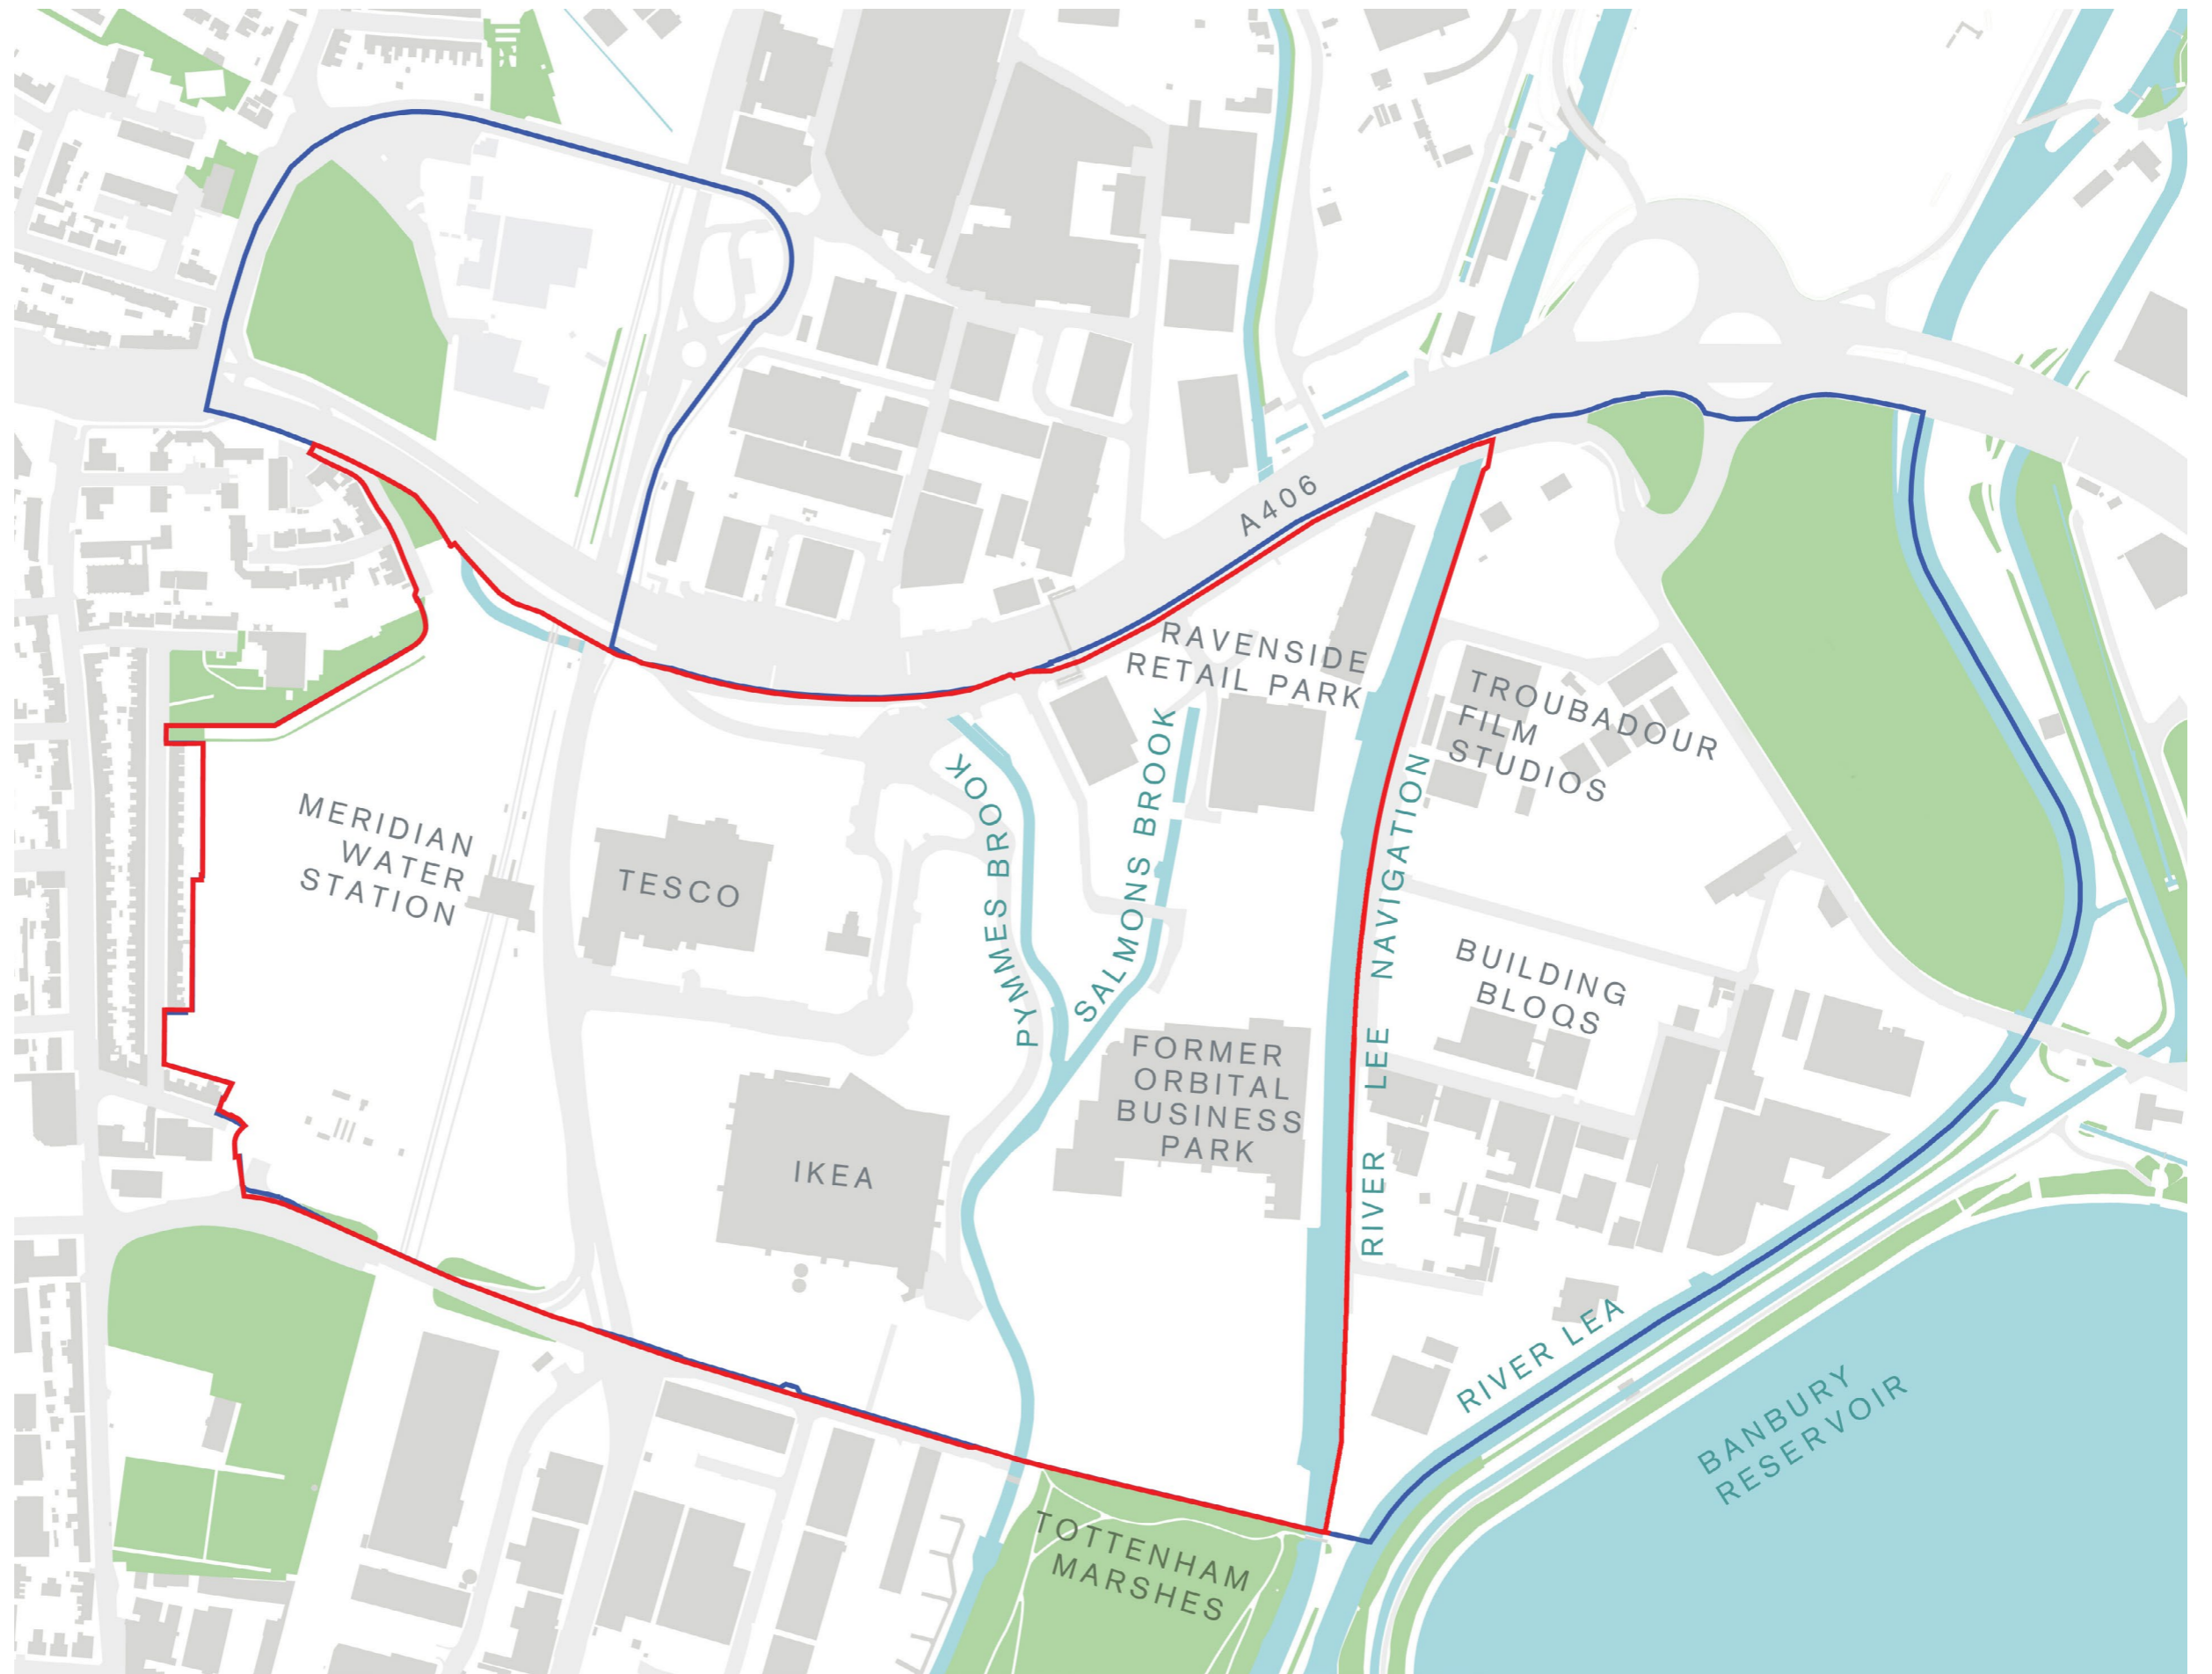 A406
RAVENSIDE
RETAIL PARK
TROUBADOUR
FILM
STUDIOS
MERIDIAN
WATER
STATION
TESCO
PYMMES BROOK
SALMONS BROOK
RIVER LEE NAVIGATION
BUILDING
BLOQS
FORMER
ORBITAL
BUSINESS
PARK
IKEA
RIVER LEA
BANBURY
RESERVOIR
TOTTENHAM
MARSHES